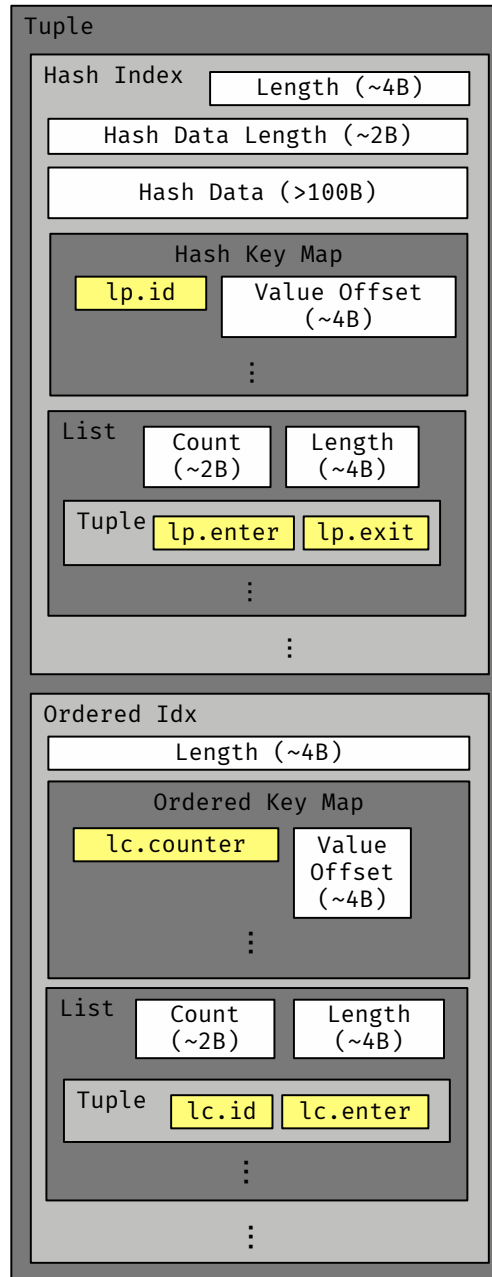 Tuple
Hash Index
Length (~4B)
Hash Data Length (~2B)
Hash Data (>100B)
Hash Key Map
lp.id
Value Offset
(~4B)
⋮
List
Count
(~2B)
Length
(~4B)
Tuple
lp.enter
lp.exit
⋮
⋮
Ordered Idx
Length (~4B)
Ordered Key Map
lc.counter
Value
Offset
(~4B)
⋮
List
Count
(~2B)
Length
(~4B)
Tuple
lc.id
lc.enter
⋮
⋮